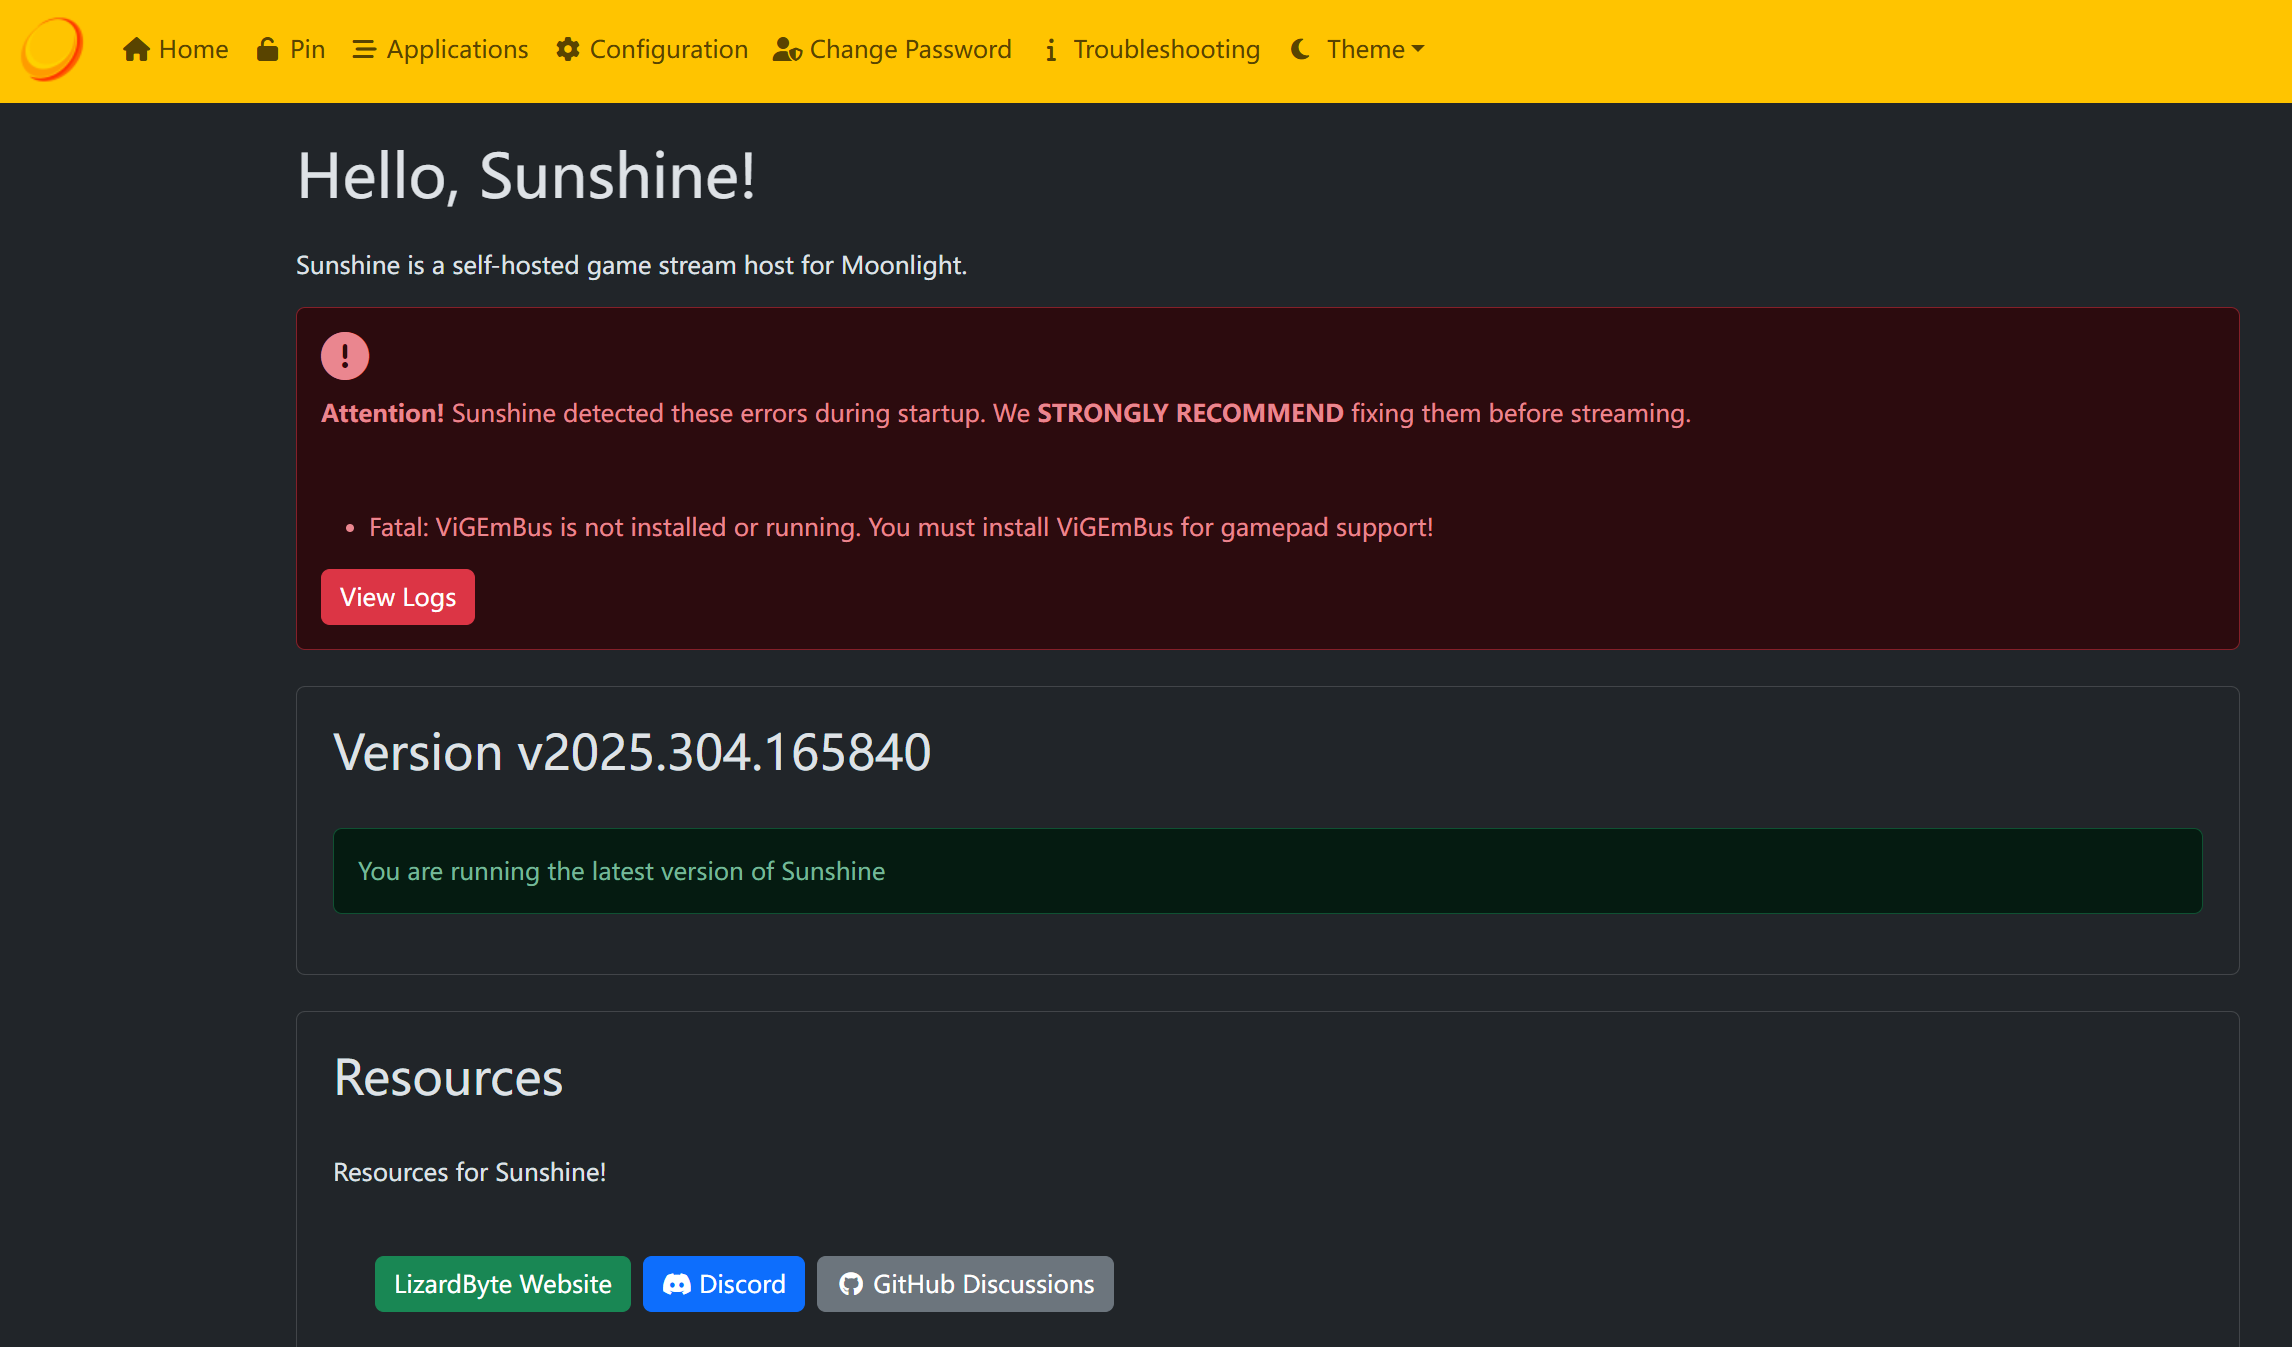 Home Pin Applications Configuration Change Password Troubleshooting Theme
Hello, Sunshine!
Sunshine is a self-hosted game stream host for Moonlight.
Attention! Sunshine detected these errors during startup. We STRONGLY RECOMMEND fixing them before streaming.
• Fatal: ViGEmBus is not installed or running. You must install ViGEmBus for gamepad support!
View Logs
Version v2025.304.165840
You are running the latest version of Sunshine
Resources
Resources for Sunshine!
LizardByte Website Discord GitHub Discussions